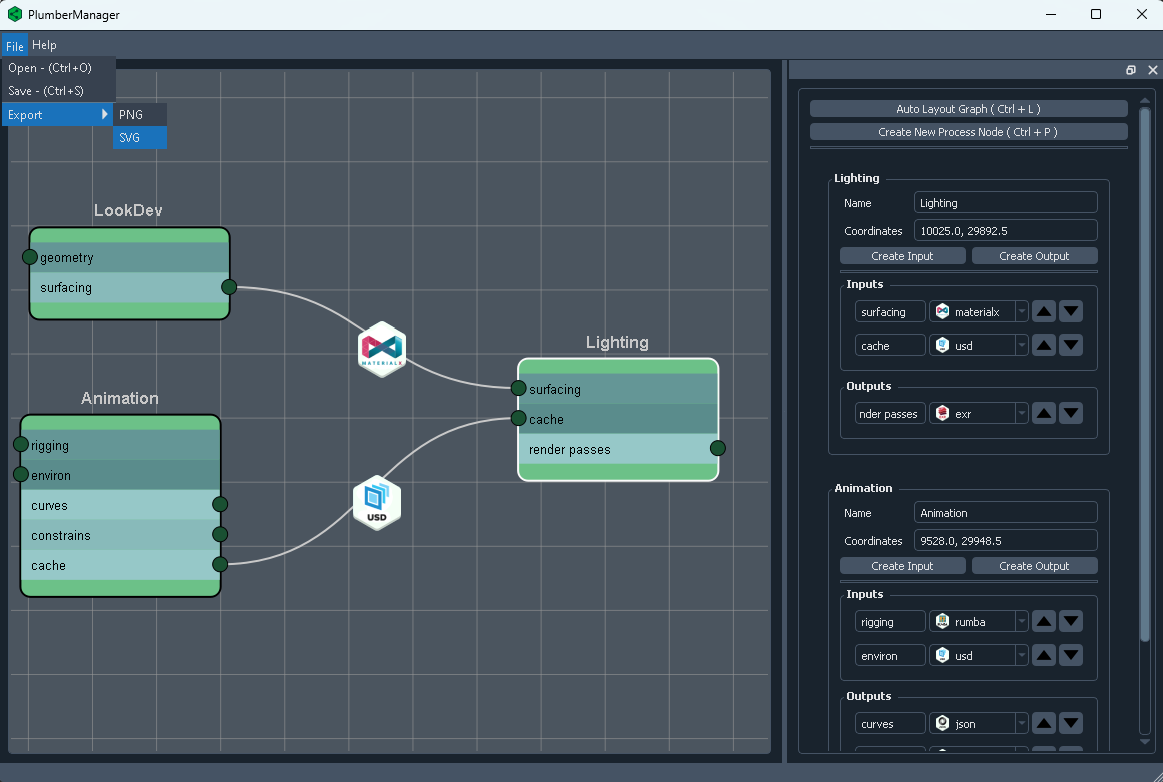 PlumberManager
File Help
Open - (Ctrl+O)
Save - (Ctrl+S)
Export
PNG
SVG
LookDev
geometry
surfacing
MATERIALX
Animation
rigging
environ
curves
constrains
cache
USD
Lighting
surfacing
cache
render passes
Auto Layout Graph ( Ctrl + L )
Create New Process Node ( Ctrl + P )
Lighting
Name Lighting
Coordinates 10025.0, 29892.5
Create Input Create Output
Inputs
surfacing materialx
cache usd
Outputs
nder passes exr
Animation
Name Animation
Coordinates 9528.0, 29948.5
Create Input Create Output
Inputs
rigging rumba
environ usd
Outputs
curves json